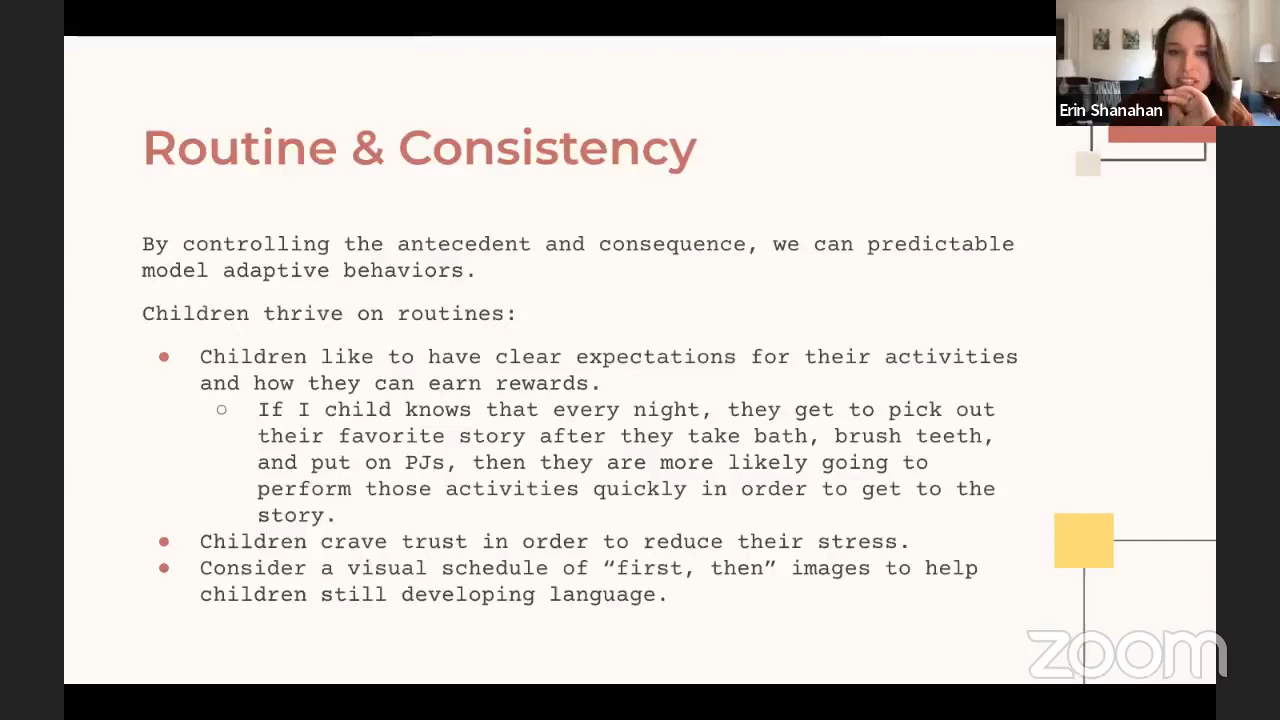 Erin Shanahan
Routine & Consistency
By controlling the antecedent and consequence, we can predictable
model adaptive behaviors.
Children thrive on routines:
● Children like to have clear expectations for their activities
and how they can earn rewards.
○ If I child knows that every night, they get to pick out
their favorite story after they take bath, brush teeth,
and put on PJs, then they are more likely going to
perform those activities quickly in order to get to the
story.
● Children crave trust in order to reduce their stress.
● Consider a visual schedule of “first, then” images to help
children still developing language.
zoom